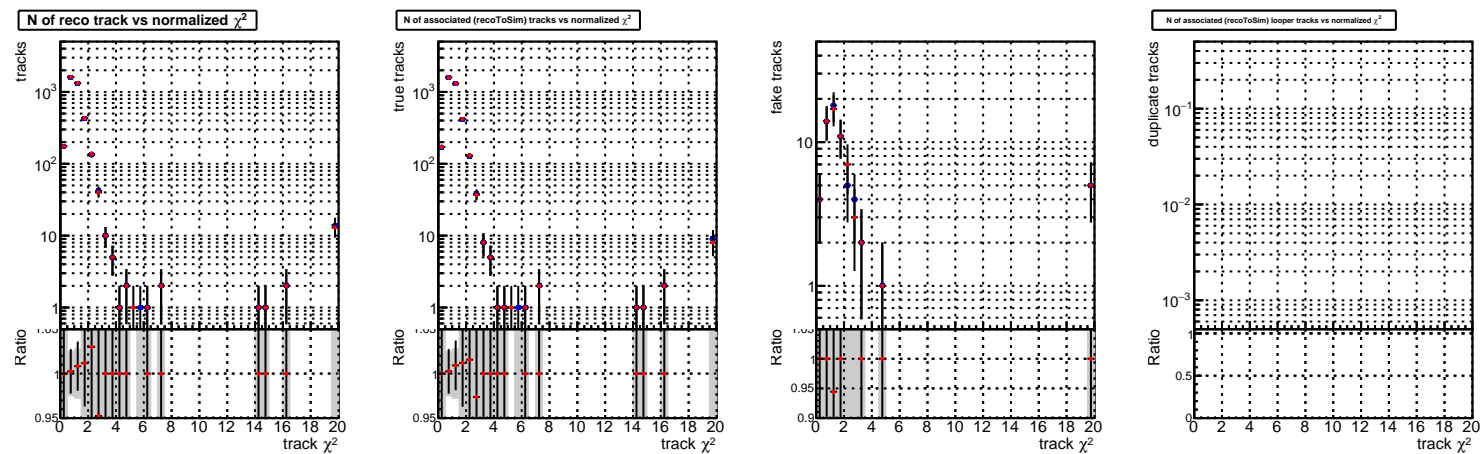 N of reco track vs normalized χ²
tracks
10³
10²
10
1
Ratio
1.05
1
0.95
0 2 4 6 8 10 12 14 16 18 20
track χ²
N of associated (recoToSim) tracks vs normalized χ²
true tracks
10³
10²
10
1
Ratio
1.05
1
0.95
0 2 4 6 8 10 12 14 16 18 20
track χ²
fake tracks
10
1
Ratio
1.05
1
0.95
0.9
0 2 4 6 8 10 12 14 16 18 20
track χ²
N of associated (recoToSim) looper tracks vs normalized χ²
duplicate tracks
10⁻¹
10⁻²
10⁻³
Ratio
1
0.5
0
0 2 4 6 8 10 12 14 16 18 20
track χ²